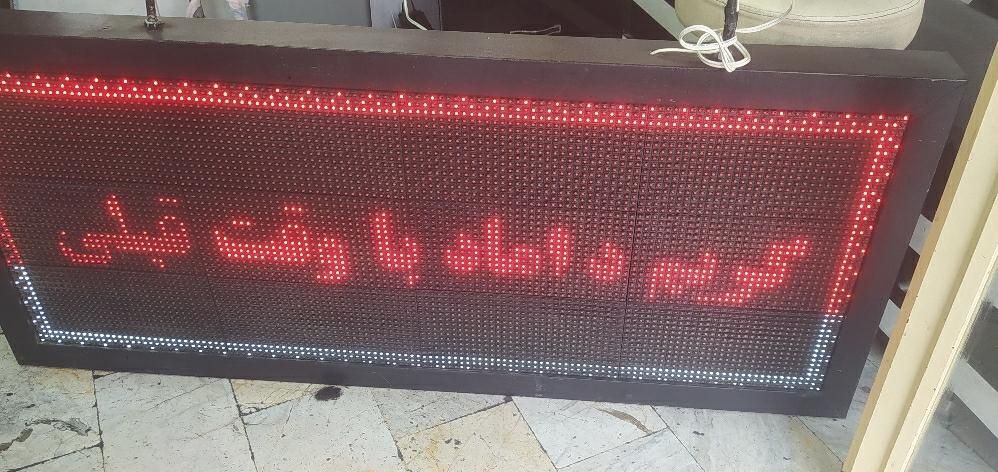 گریم ه اصلاح با وقت قبلی